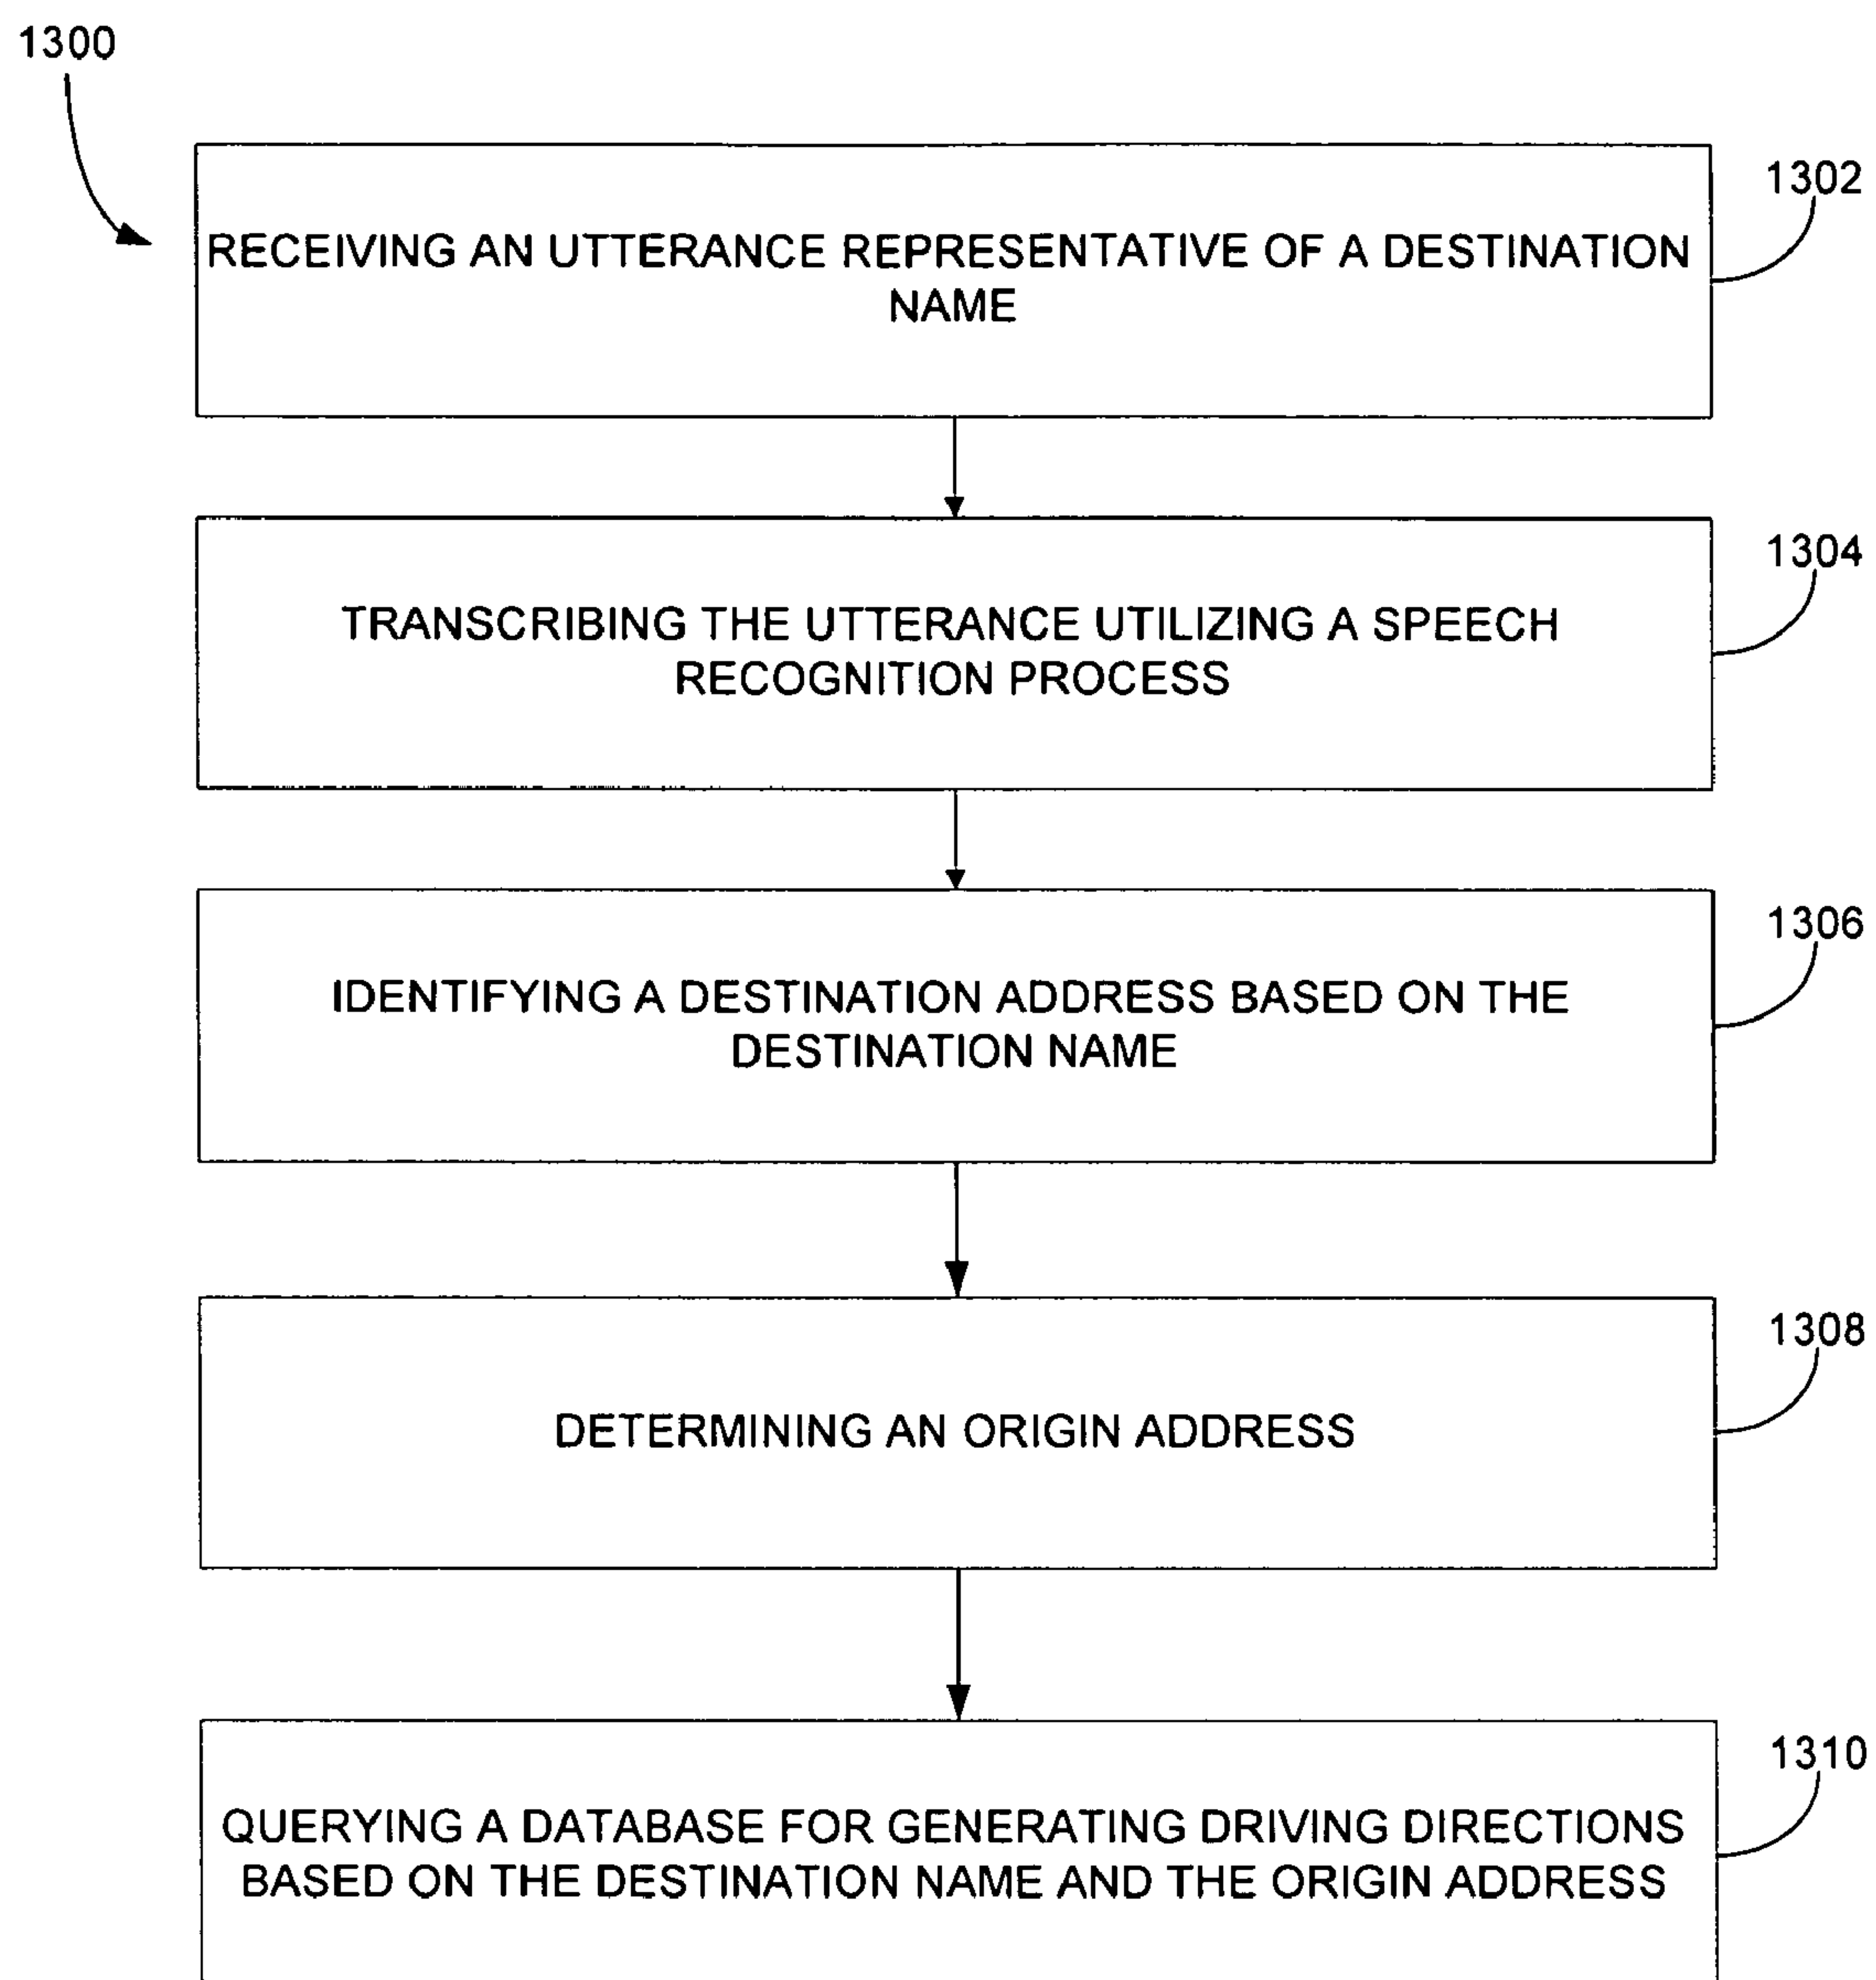 1300
1302
RECEIVING AN UTTERANCE REPRESENTATIVE OF A DESTINATION
NAME
1304
TRANSCRIBING THE UTTERANCE UTILIZING A SPEECH
RECOGNITION PROCESS
1306
IDENTIFYING A DESTINATION ADDRESS BASED ON THE
DESTINATION NAME
1308
DETERMINING AN ORIGIN ADDRESS
1310
QUERYING A DATABASE FOR GENERATING DRIVING DIRECTIONS
BASED ON THE DESTINATION NAME AND THE ORIGIN ADDRESS